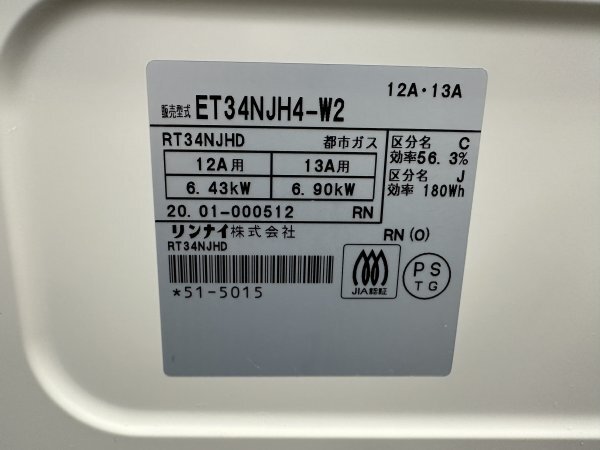 12A・13A
販売型式 ET34NJH4-W2
RT34NJHD 都市ガス
12A用 13A用
6.43kW 6.90kW
区分名 C
効率56.3%
区分名 J
効率 180Wh
20.01-000512 RN
リンナイ株式会社 RN (O)
RT34NJHD
*51-5015
JIA認証
PS
TG